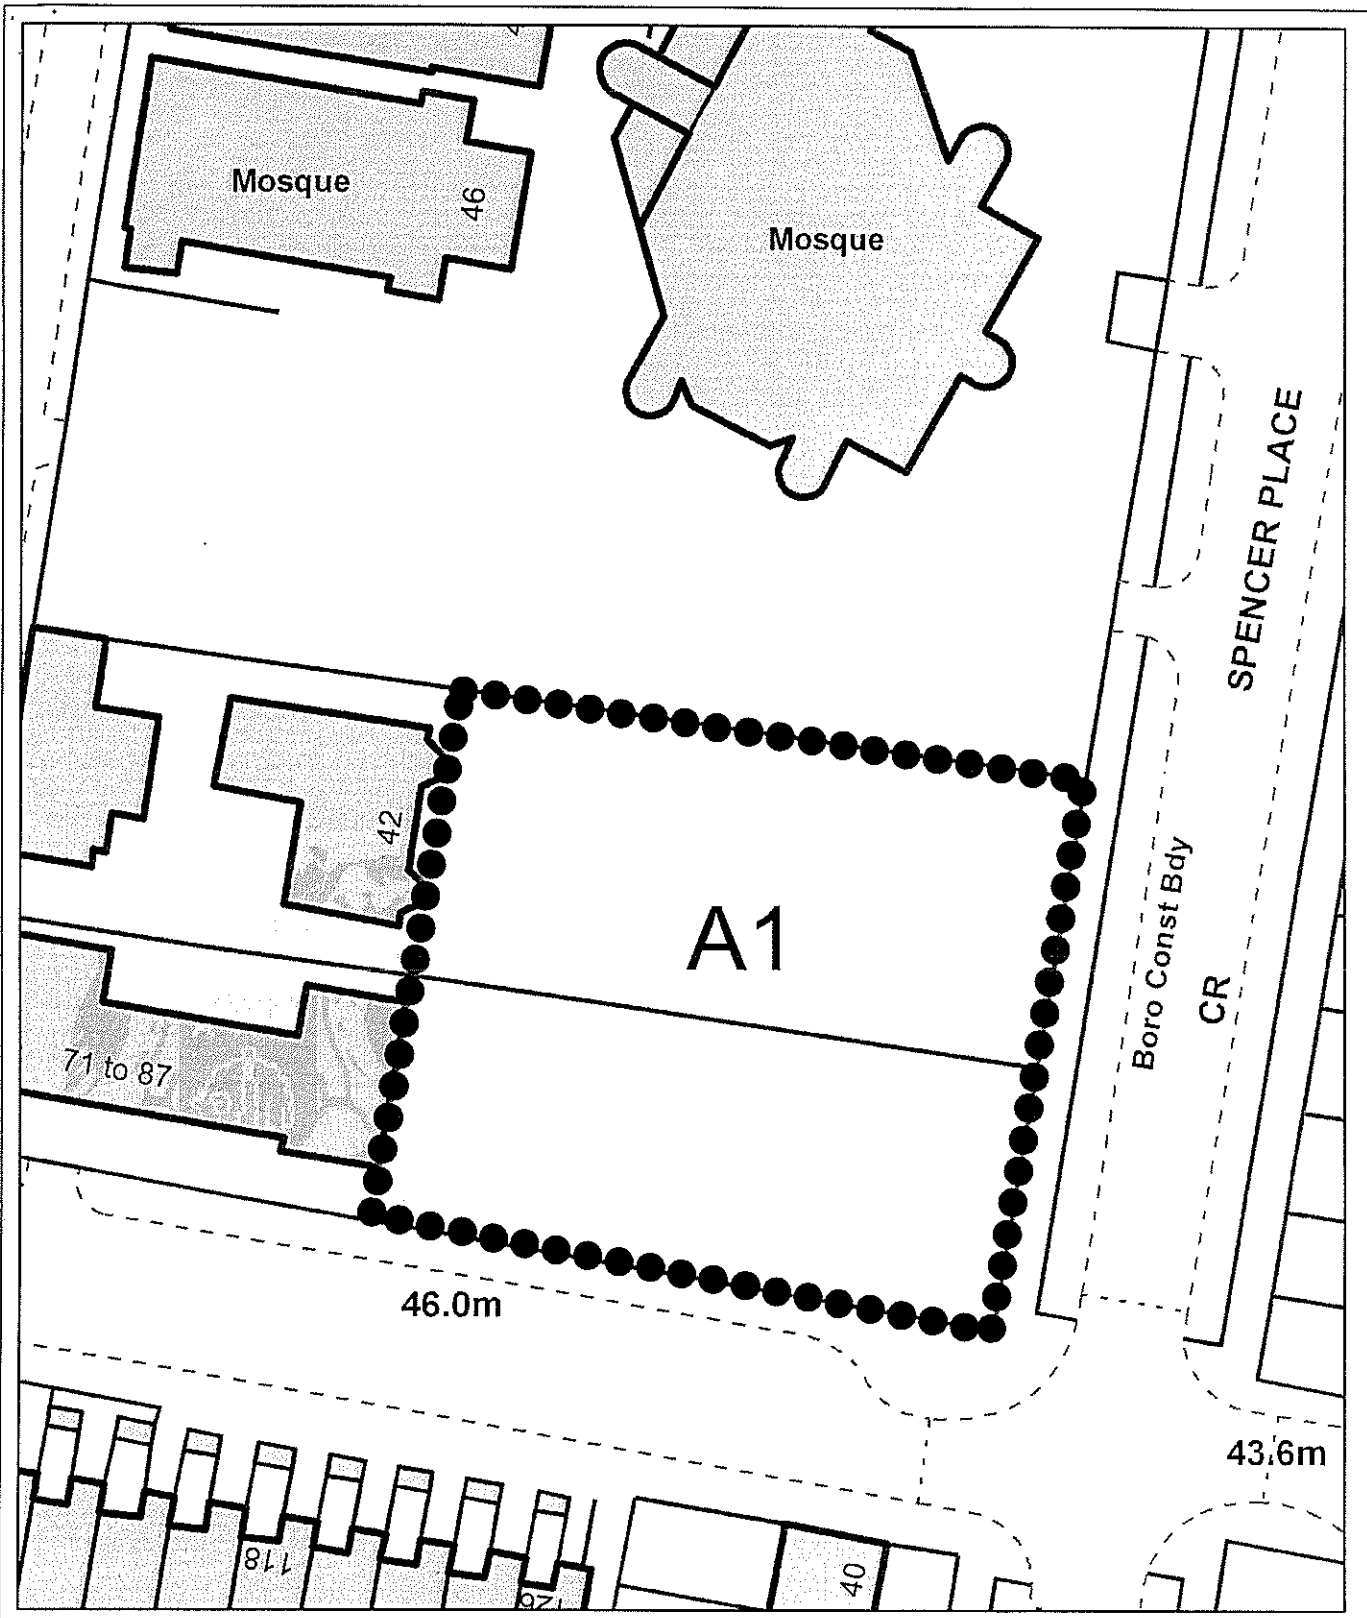 Mosque
46
Mosque
SPENCER PLACE
42
A1
Boro Const Bdy
CR
71 to 87
46.0m
43.6m
118
126
40